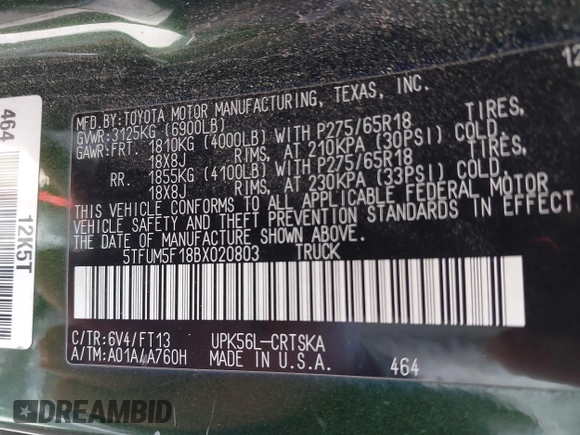 12
MFD.BY:TOYOTA MOTOR MANUFACTURING, TEXAS, INC.
GVWR:3125KG (6900LB)
GAWR:FRT. 1810KG (4000LB) WITH P275/65R18 TIRES,
18X8J RIMS, AT 210KPA (30PSI) COLD.
RR. 1855KG (4100LB) WITH P275/65R18 TIRES,
18X8J RIMS, AT 230KPA (33PSI) COLD.
THIS VEHICLE CONFORMS TO ALL APPLICABLE FEDERAL MOTOR
VEHICLE SAFETY AND THEFT PREVENTION STANDARDS IN EFFECT
ON THE DATE OF MANUFACTURE SHOWN ABOVE.
5TFUM5F18BX020803 TRUCK
C/TR:6V4/FT13 UPK56L-CRTSKA
A/TM:A01A/A760H MADE IN U.S.A. 464
464
12K5T
DREAMBID